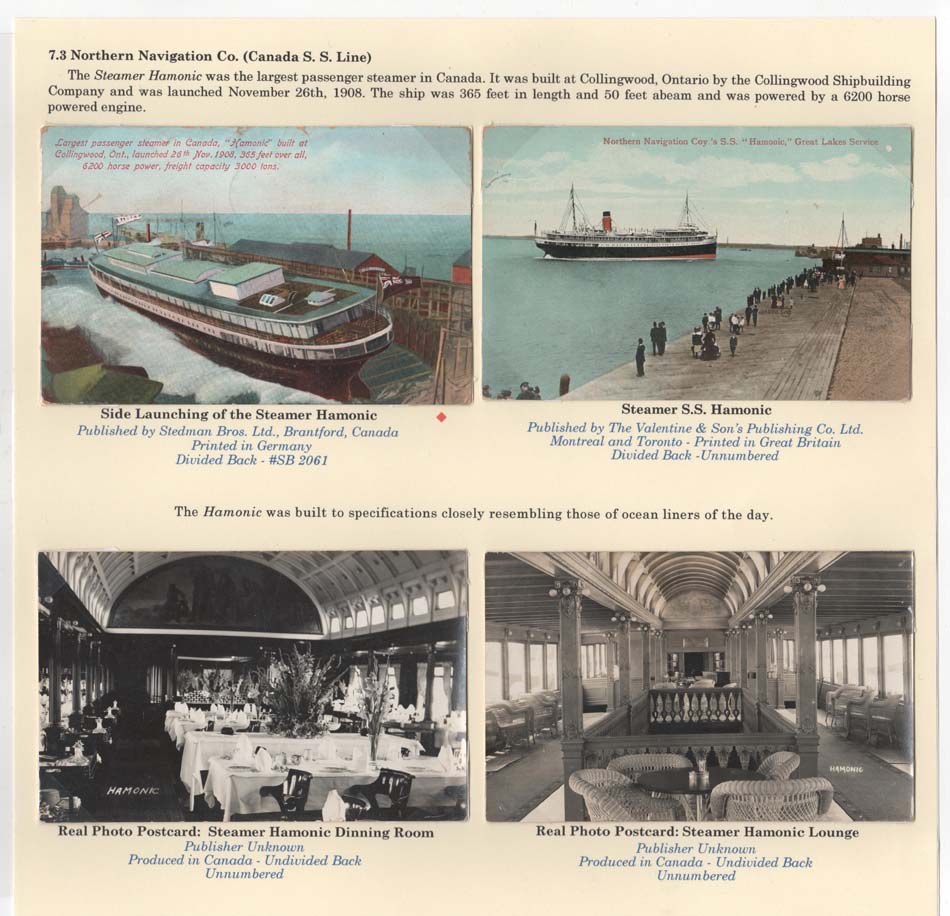 7.3 Northern Navigation Co. (Canada S. S. Line)
The Steamer Hamonic was the largest passenger steamer in Canada. It was built at Collingwood, Ontario by the Collingwood Shipbuilding
Company and was launched November 26th, 1908. The ship was 365 feet in length and 50 feet abeam and was powered by a 6200 horse
powered engine.
Largest passenger steamer in Canada, "Hamonic" built at
Collingwood, Ont., launched 26th Nov. 1908, 365 feet over all,
6200 horse power, freight capacity 3000 tons.
Northern Navigation Coy's S.S. "Hamonic," Great Lakes Service
Side Launching of the Steamer Hamonic
Published by Stedman Bros. Ltd., Brantford, Canada
Printed in Germany
Divided Back - #SB 2061
Steamer S.S. Hamonic
Published by The Valentine & Son's Publishing Co. Ltd.
Montreal and Toronto - Printed in Great Britain
Divided Back -Unnumbered
The Hamonic was built to specifications closely resembling those of ocean liners of the day.
HAMONIC
HAMONIC
Real Photo Postcard: Steamer Hamonic Dinning Room
Publisher Unknown
Produced in Canada - Undivided Back
Unnumbered
Real Photo Postcard: Steamer Hamonic Lounge
Publisher Unknown
Produced in Canada - Undivided Back
Unnumbered